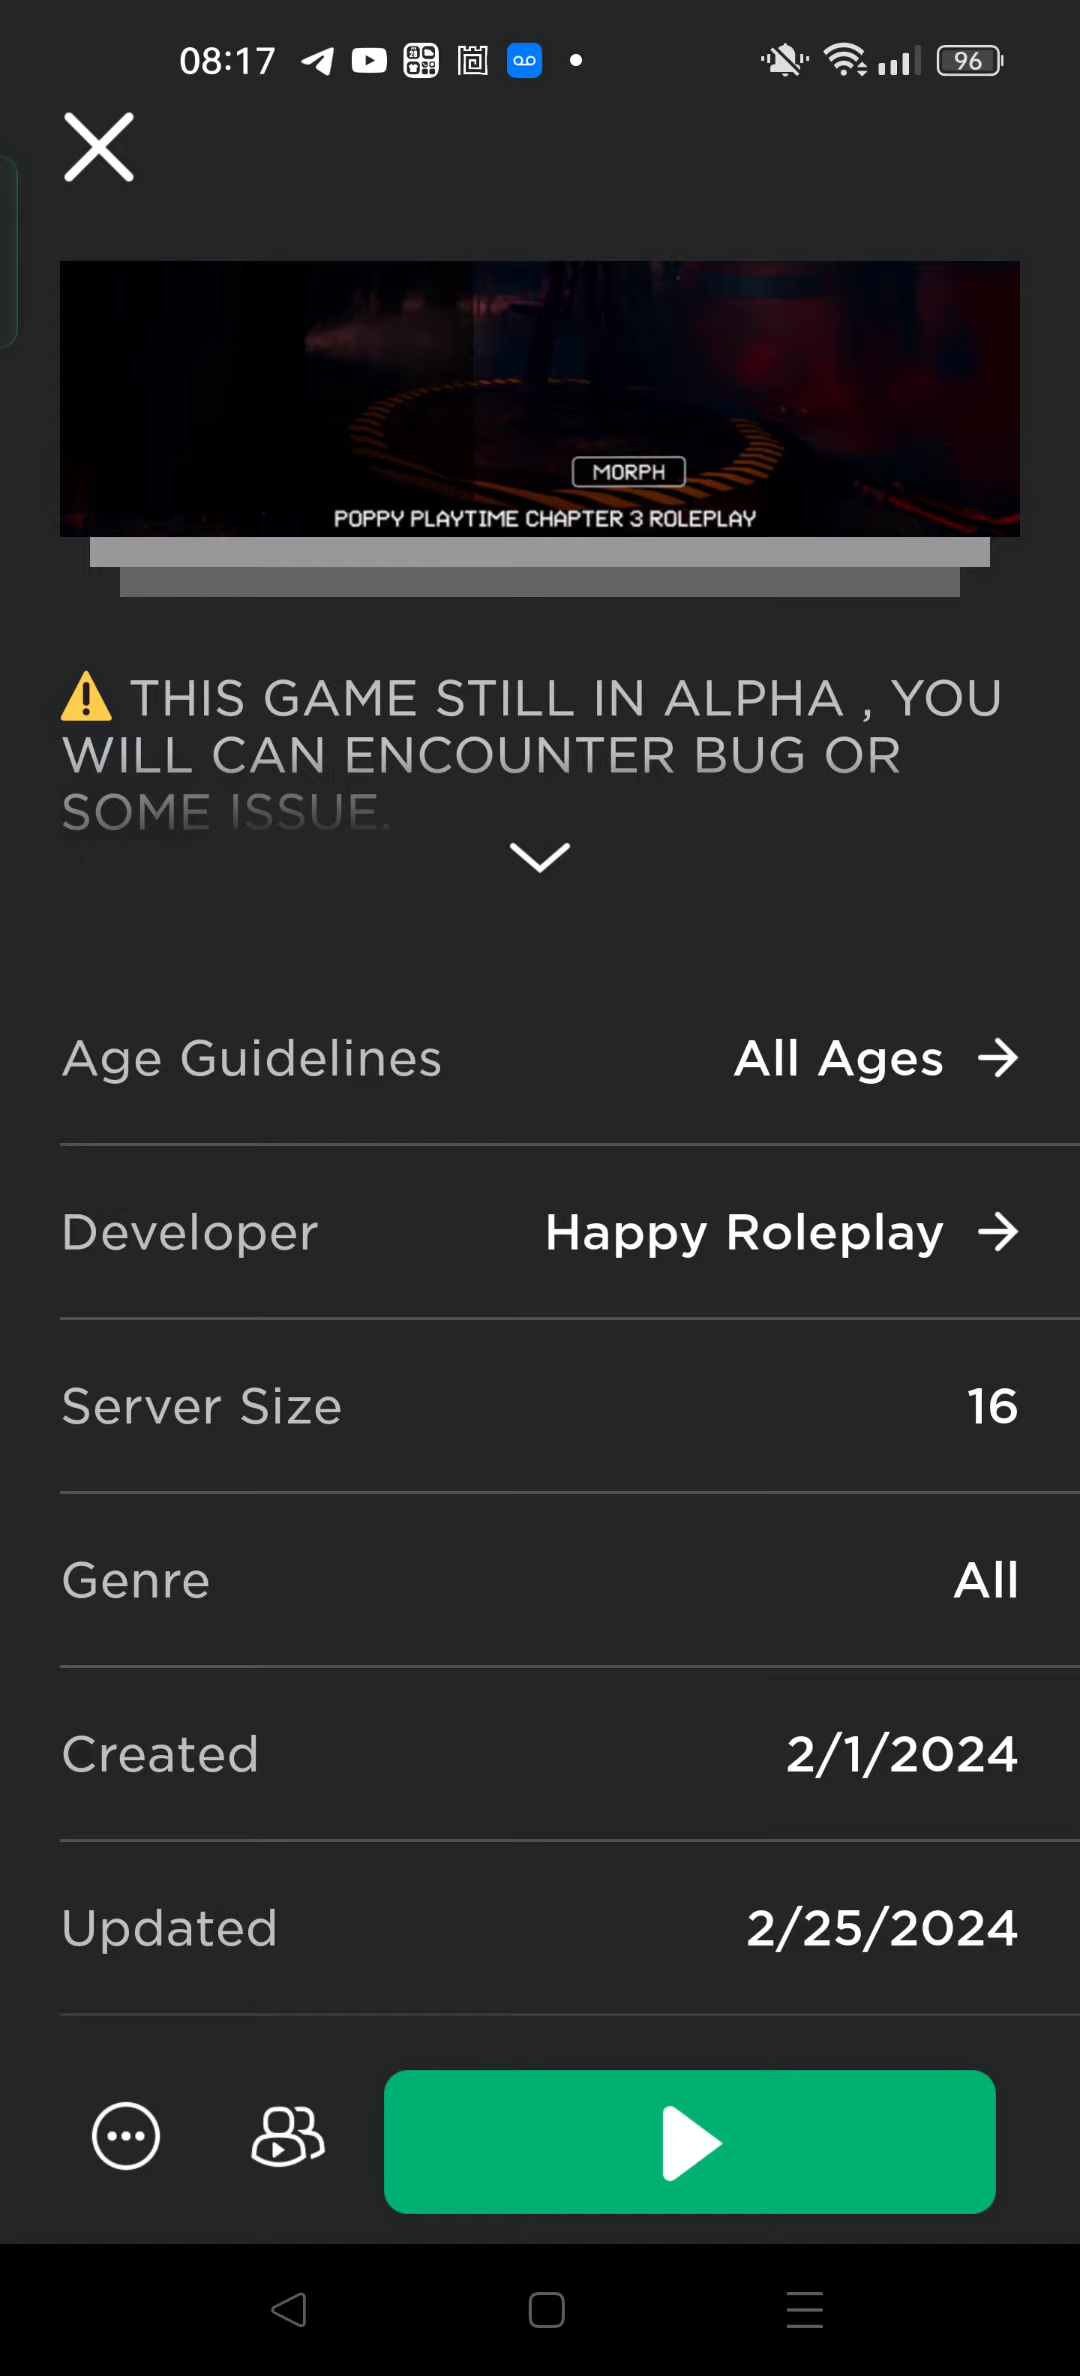 08:17
96
MORPH
POPPY PLAYTIME CHAPTER 3 ROLEPLAY
⚠️ THIS GAME STILL IN ALPHA , YOU
WILL CAN ENCOUNTER BUG OR
SOME ISSUE.
Age Guidelines All Ages →
Developer Happy Roleplay →
Server Size 16
Genre All
Created 2/1/2024
Updated 2/25/2024